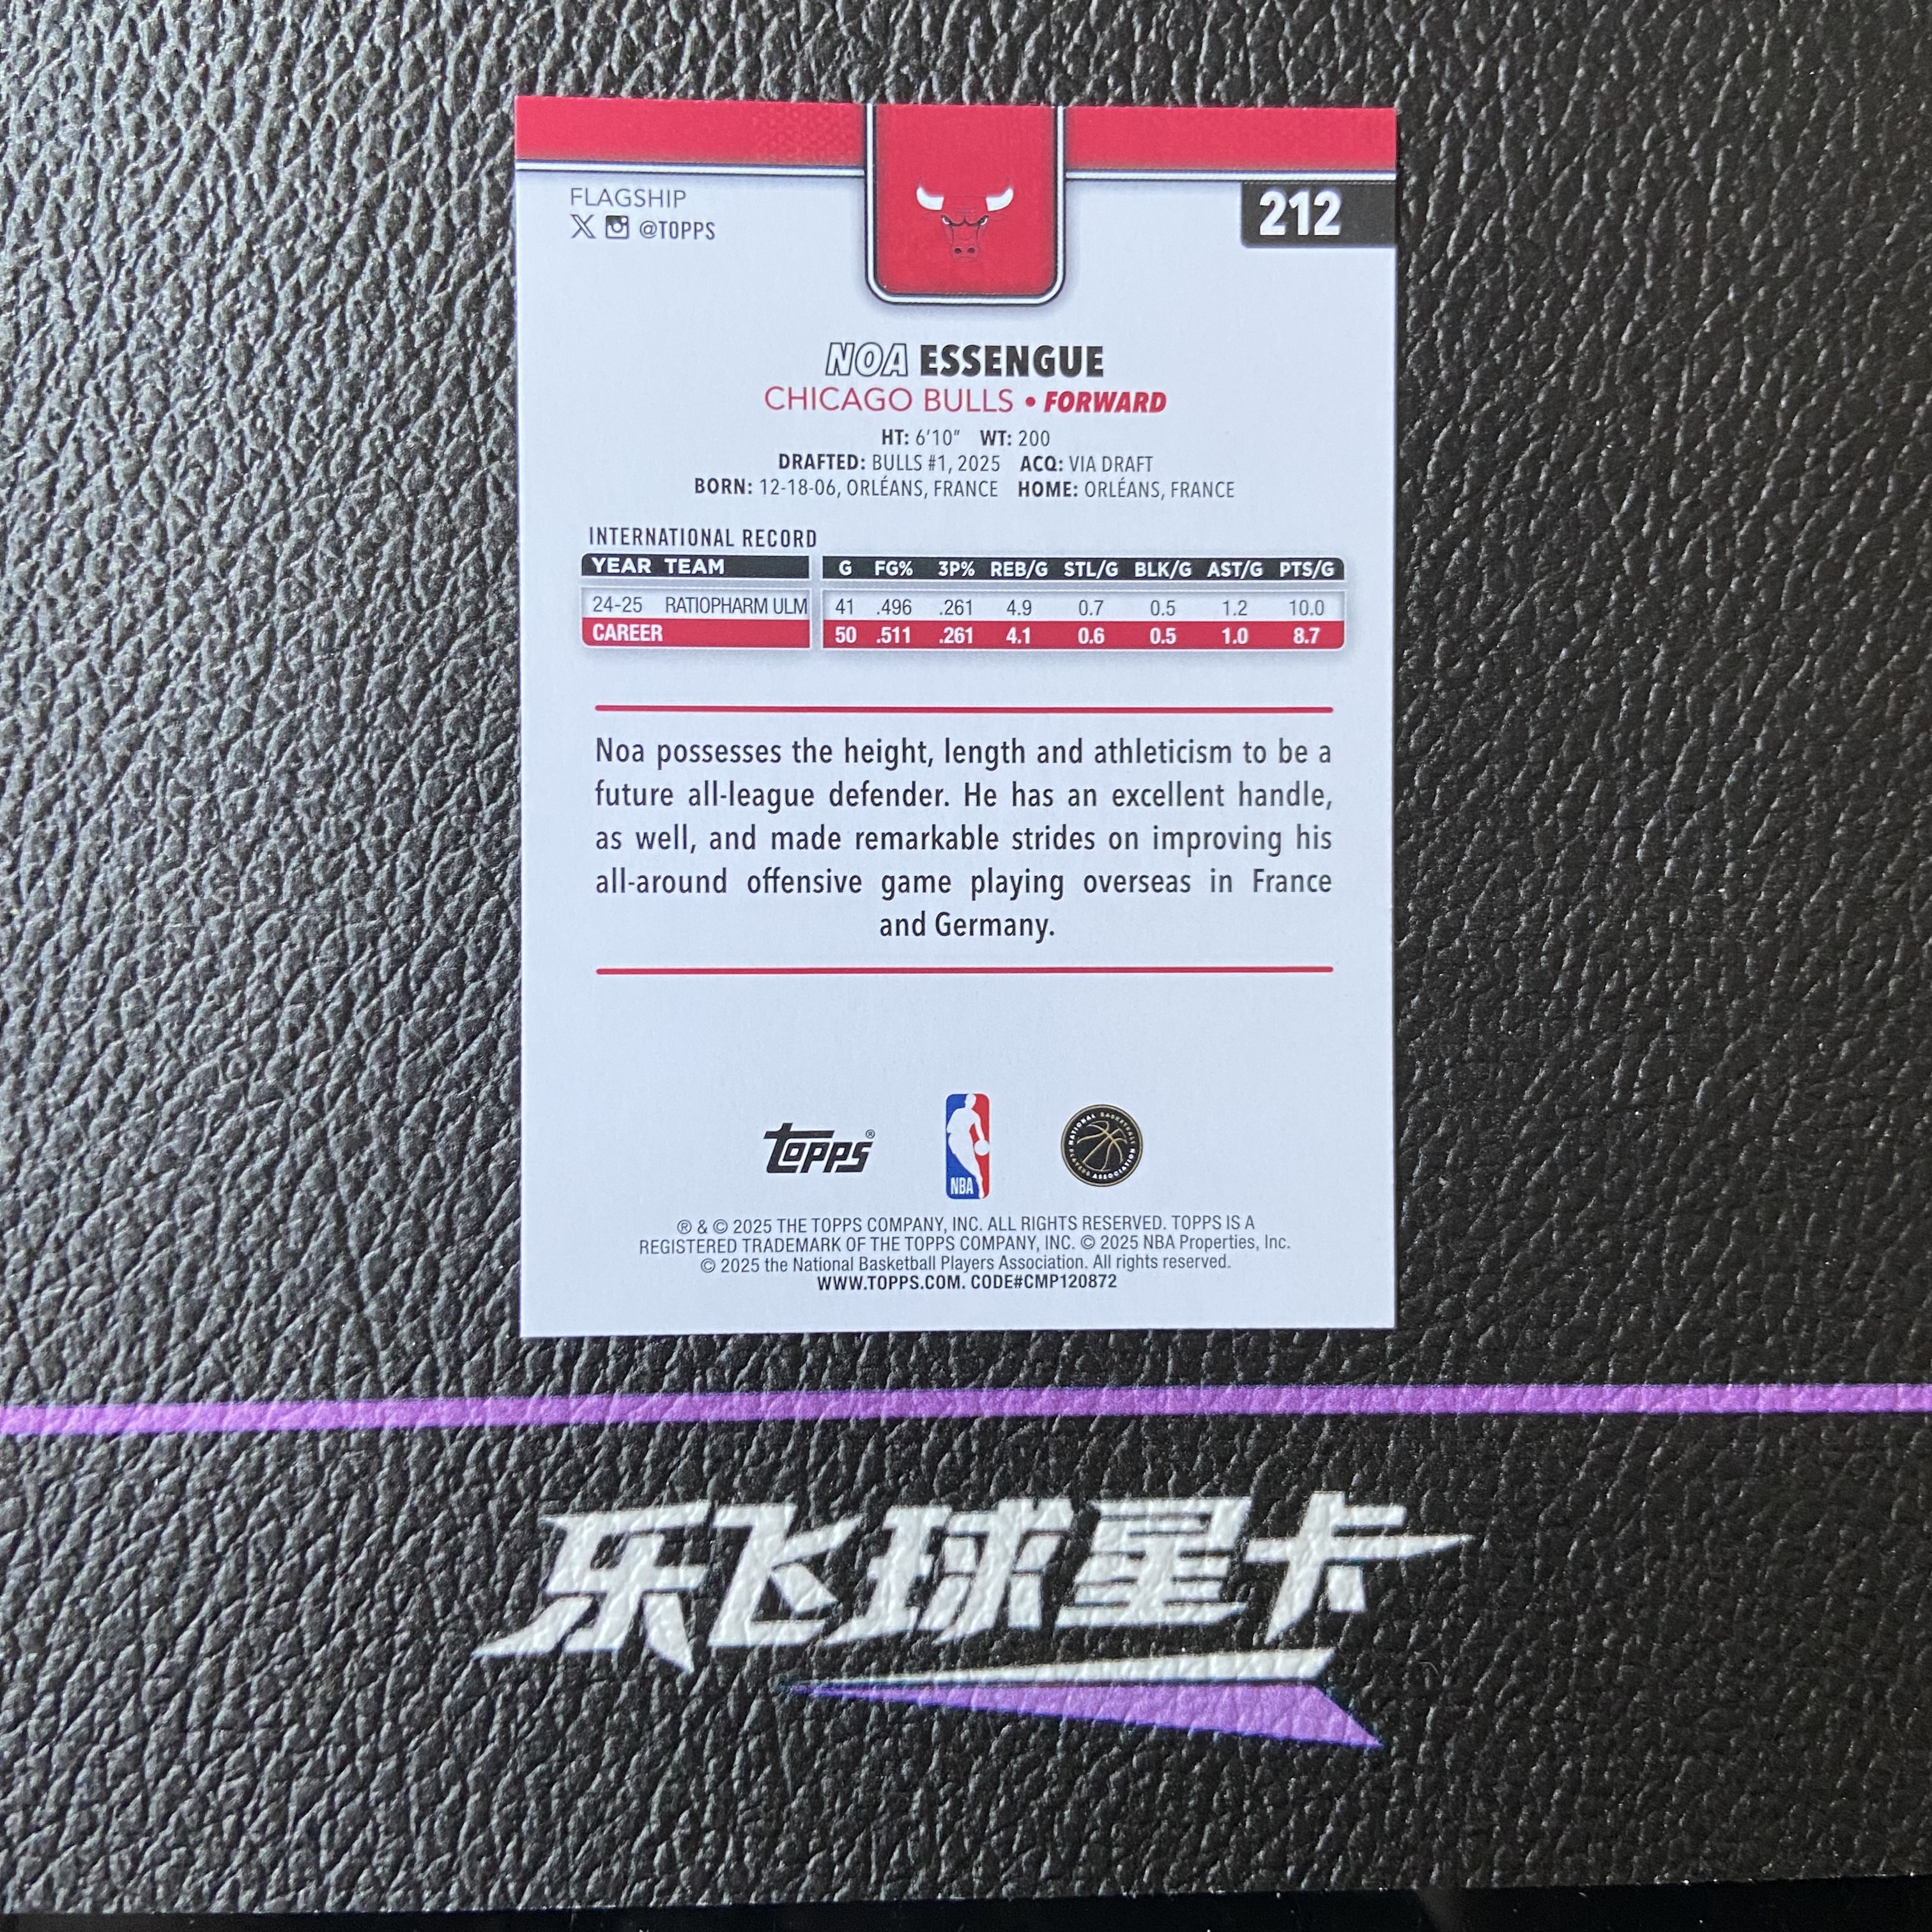 FLAGSHIP
@TOPPS
212
NOA ESSENGUE
CHICAGO BULLS • FORWARD
HT: 6'10" WT: 200
DRAFTED: BULLS #1, 2025 ACQ: VIA DRAFT
BORN: 12-18-06, ORLÉANS, FRANCE HOME: ORLÉANS, FRANCE
INTERNATIONAL RECORD
YEAR TEAM G FG% 3P% REB/G STL/G BLK/G AST/G PTS/G
24-25 RATIOPHARM ULM 41 .496 .261 4.9 0.7 0.5 1.2 10.0
CAREER 50 .511 .261 4.1 0.6 0.5 1.0 8.7
Noa possesses the height, length and athleticism to be a
future all-league defender. He has an excellent handle,
as well, and made remarkable strides on improving his
all-around offensive game playing overseas in France
and Germany.
topps®
NBA
NATIONAL BASKETBALL PLAYERS ASSOCIATION
® & © 2025 THE TOPPS COMPANY, INC. ALL RIGHTS RESERVED. TOPPS IS A
REGISTERED TRADEMARK OF THE TOPPS COMPANY, INC. © 2025 NBA Properties, Inc.
© 2025 the National Basketball Players Association. All rights reserved.
WWW.TOPPS.COM. CODE#CMP120872
乐飞球星卡